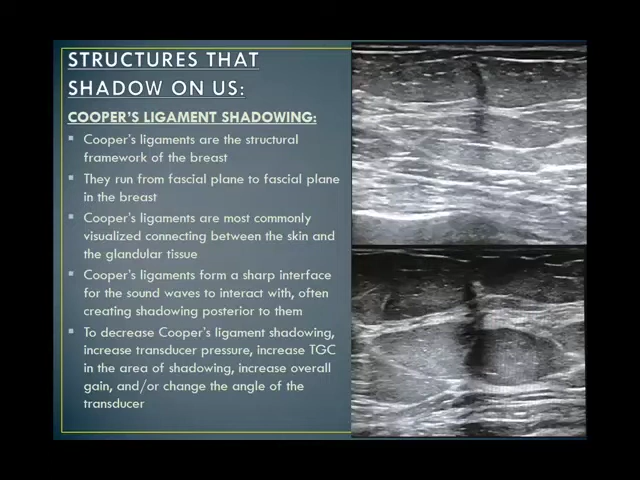 STRUCTURES THAT
SHADOW ON US:
COOPER'S LIGAMENT SHADOWING:
Cooper's ligaments are the structural
framework of the breast
They run from fascial plane to fascial plane
in the breast
Cooper's ligaments are most commonly
visualized connecting between the skin and
the glandular tissue
Cooper's ligaments form a sharp interface
for the sound waves to interact with, often
creating shadowing posterior to them
To decrease Cooper's ligament shadowing,
increase transducer pressure, increase TGC
in the area of shadowing, increase overall
gain, and/or change the angle of the
transducer